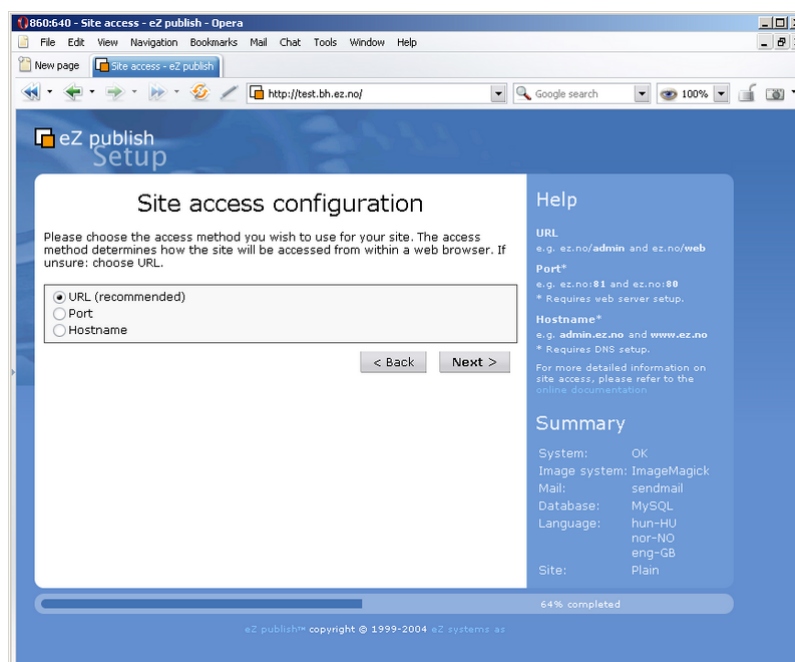 860:640 - Site access - eZ publish - Opera
File Edit View Navigation Bookmarks Mail Chat Tools Window Help
New page Site access - eZ publish
http://test.bh.ez.no/ Google search 100%
eZ publish
Setup
Site access configuration
Please choose the access method you wish to use for your site. The access
method determines how the site will be accessed from within a web browser. If
unsure: choose URL.
URL (recommended)
Port
Hostname
< Back Next >
Help
URL
e.g. ez.no/admin and ez.no/web
Port*
e.g. ez.no:81 and ez.no:80
* Requires web server setup.
Hostname*
e.g. admin.ez.no and www.ez.no
* Requires DNS setup.
For more detailed information on
site access, please refer to the
online documentation
Summary
System: OK
Image system: ImageMagick
Mail: sendmail
Database: MySQL
Language: hun-HU
nor-NO
eng-GB
Site: Plain
64% completed
eZ publish™ copyright © 1999-2004 eZ systems as